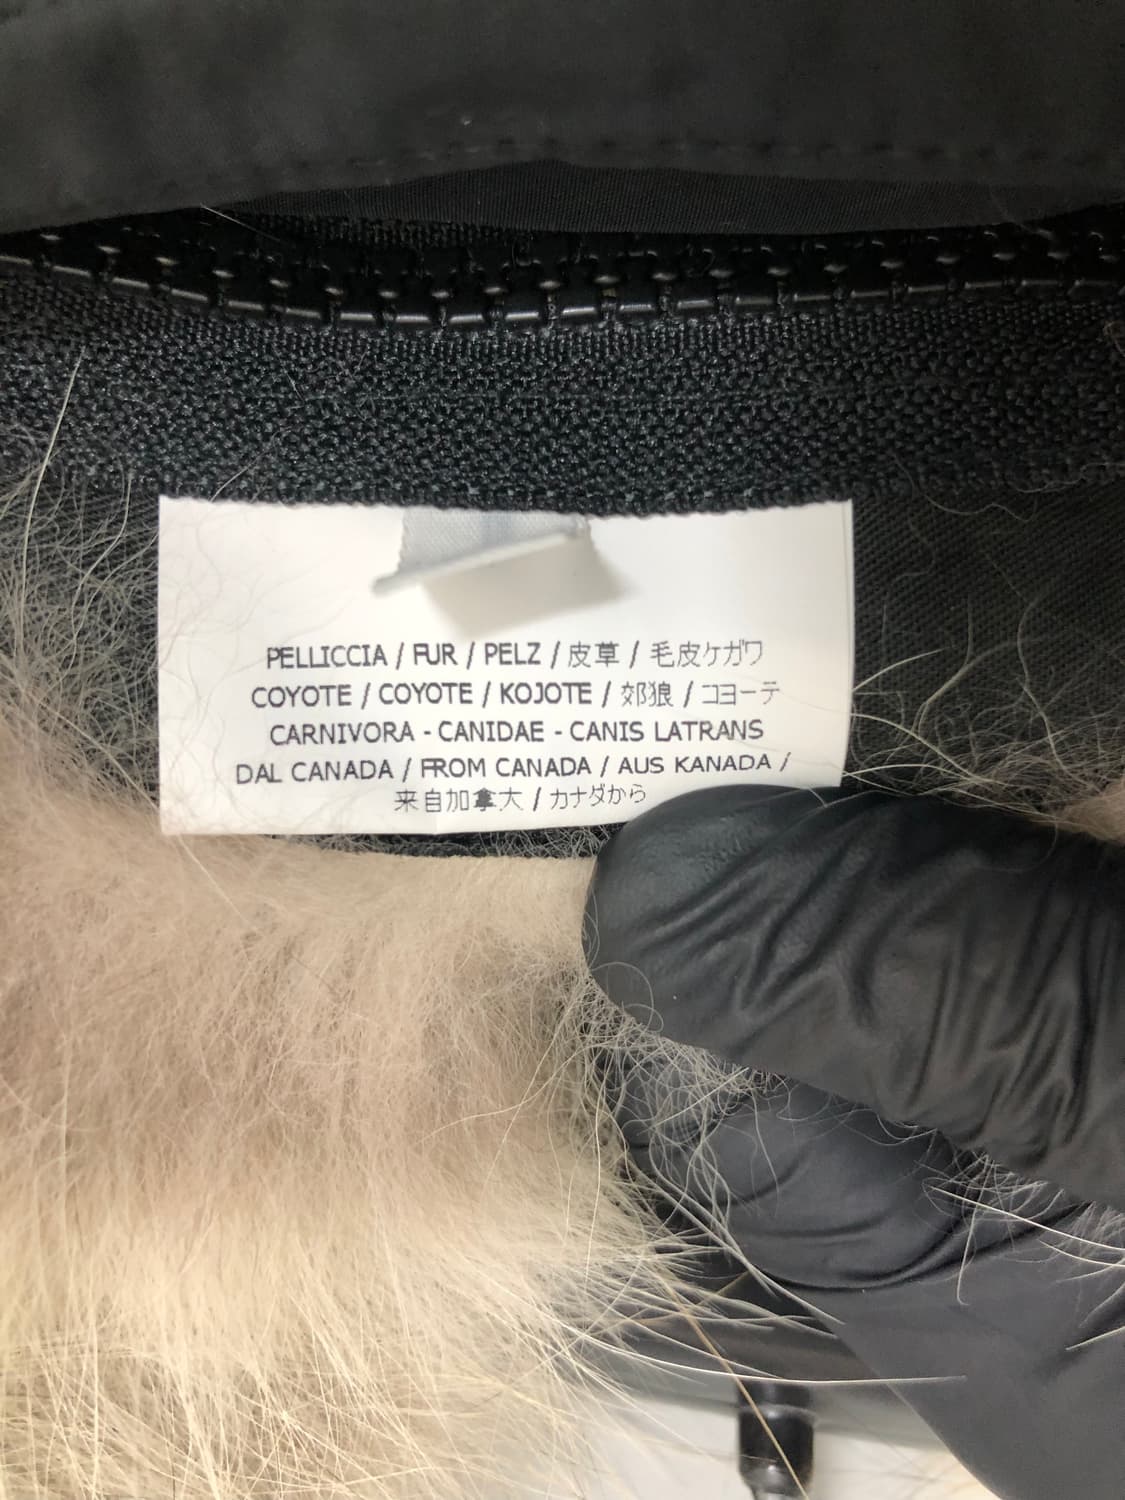 PELLICCIA / FUR / PELZ / 皮草 / 毛皮ケガワ
COYOTE / COYOTE / KOJOTE / 郊狼 / コヨーテ
CARNIVORA - CANIDAE - CANIS LATRANS
DAL CANADA / FROM CANADA / AUS KANADA /
来自加拿大 / カナダから